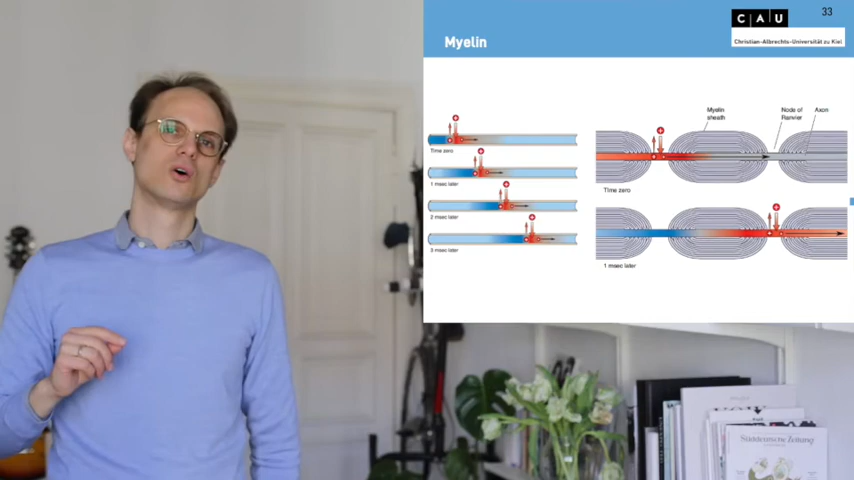 33
CAU
Christian-Albrechts-Universität zu Kiel
Myelin
Time zero
1 msec later
2 msec later
3 msec later
Myelin
sheath
Node of
Ranvier
Axon
Time zero
1 msec later
Süddeutsche Zeitung